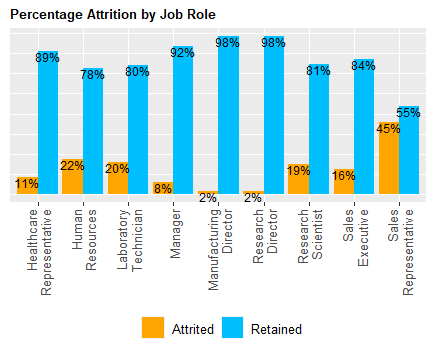 Percentage Attrition by Job Role
11% 89% 22% 78% 20% 80% 8% 92% 2% 98% 2% 98% 19% 81% 16% 84% 45% 55%
Healthcare
Representative
Human
Resources
Laboratory
Technician
Manager
Manufacturing
Director
Research
Director
Research
Scientist
Sales
Executive
Sales
Representative
Attrited Retained